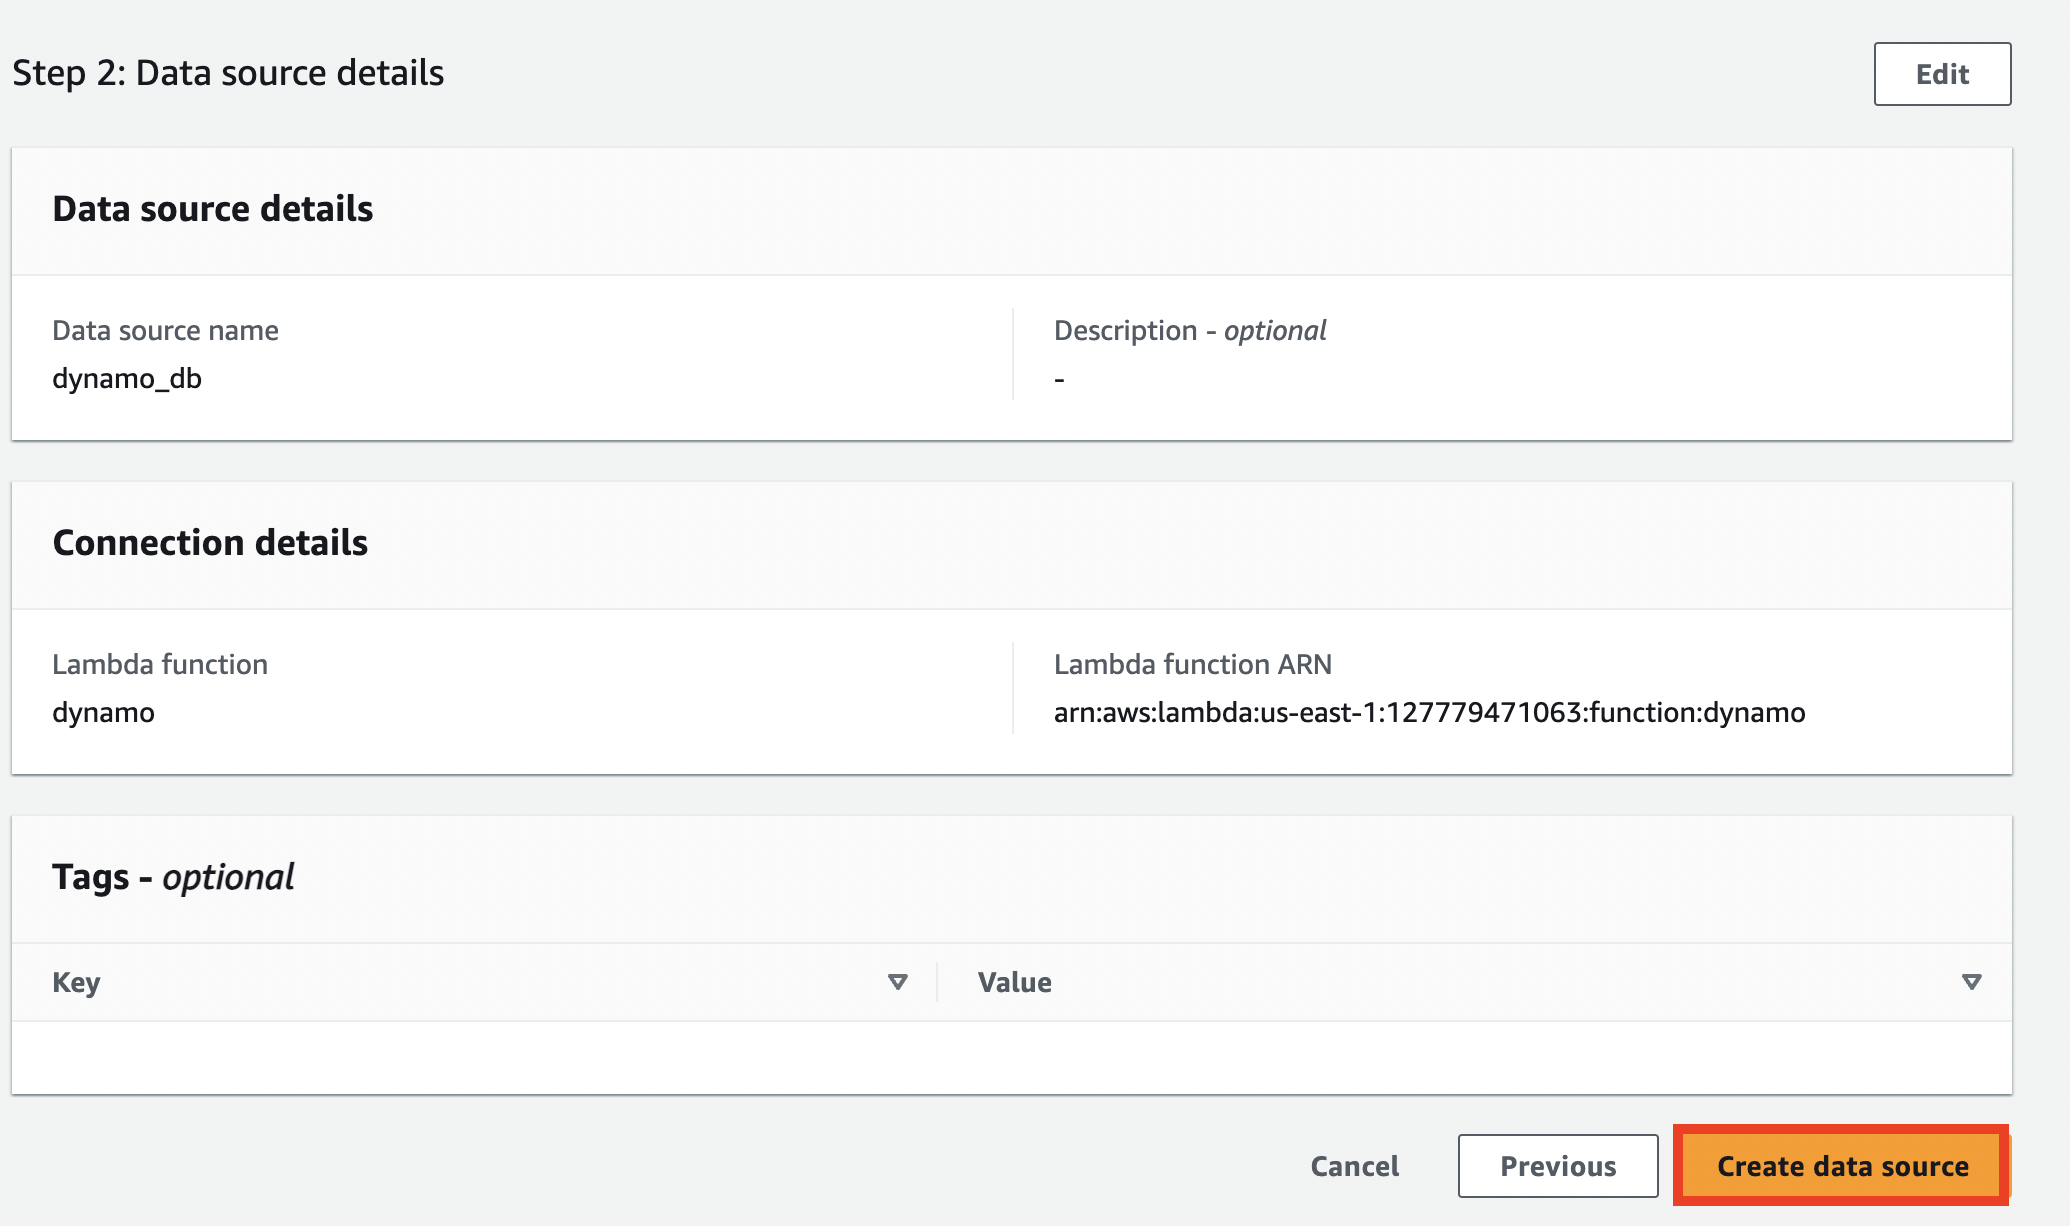 Step 2: Data source details
Edit
Data source details
Data source name
Description - optional
dynamo_db
-
Connection details
Lambda function
Lambda function ARN
dynamo
arn:aws:lambda:us-east-1:127779471063:function:dynamo
Tags - optional
Key
Value
Cancel
Previous
Create data source